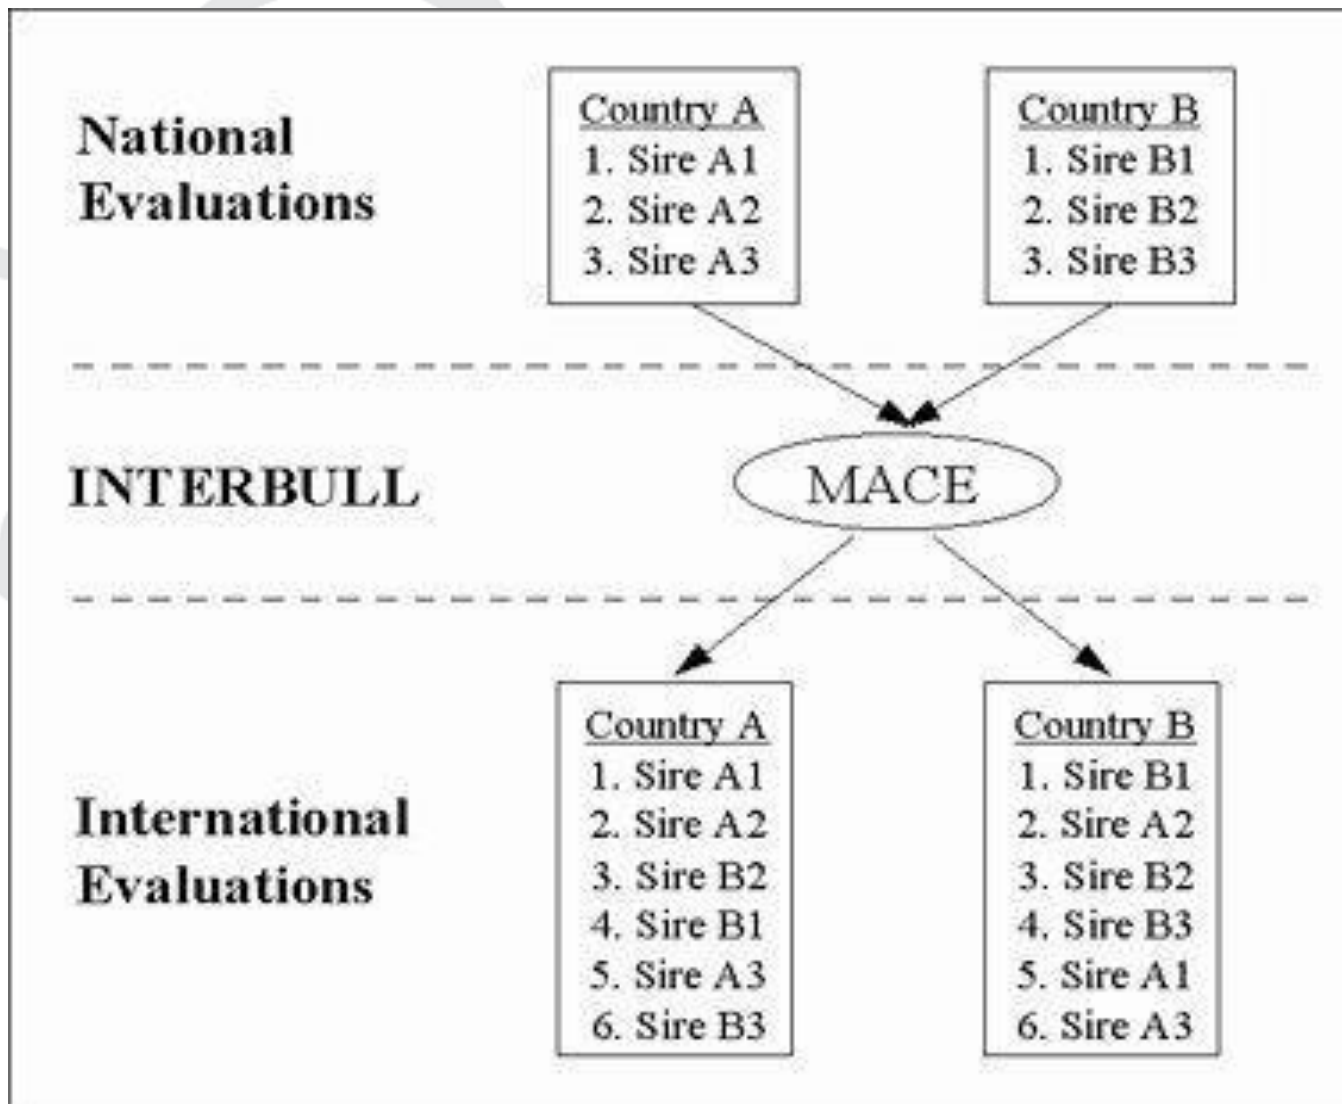 National
Evaluations
Country A
1. Sire A1
2. Sire A2
3. Sire A3
Country B
1. Sire B1
2. Sire B2
3. Sire B3
INTERBULL
MACE
International
Evaluations
Country A
1. Sire A1
2. Sire A2
3. Sire B2
4. Sire B1
5. Sire A3
6. Sire B3
Country B
1. Sire B1
2. Sire A2
3. Sire B2
4. Sire B3
5. Sire A1
6. Sire A3